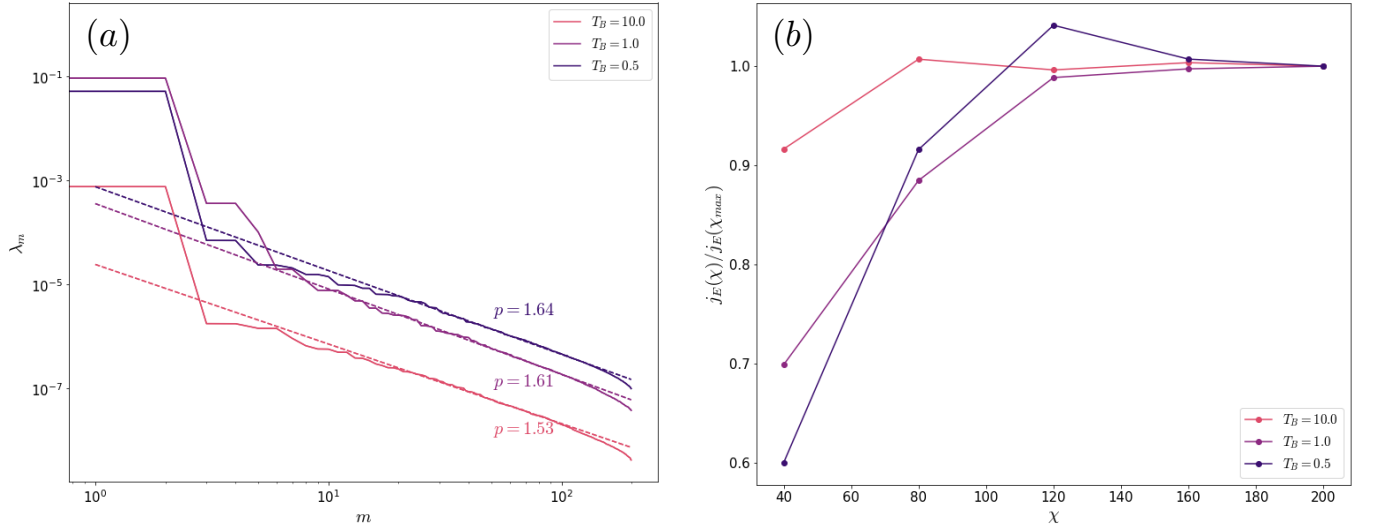 (a)
T_B = 10.0
T_B = 1.0
T_B = 0.5
10^{-1}
10^{-3}
10^{-5}
10^{-7}
λ_m
p = 1.64
p = 1.61
p = 1.53
10^0
10^1
10^2
m
(b)
1.0
0.9
0.8
0.7
0.6
j_E(χ)/j_E(χ_{max})
T_B = 10.0
T_B = 1.0
T_B = 0.5
40
60
80
100
120
140
160
180
200
χ